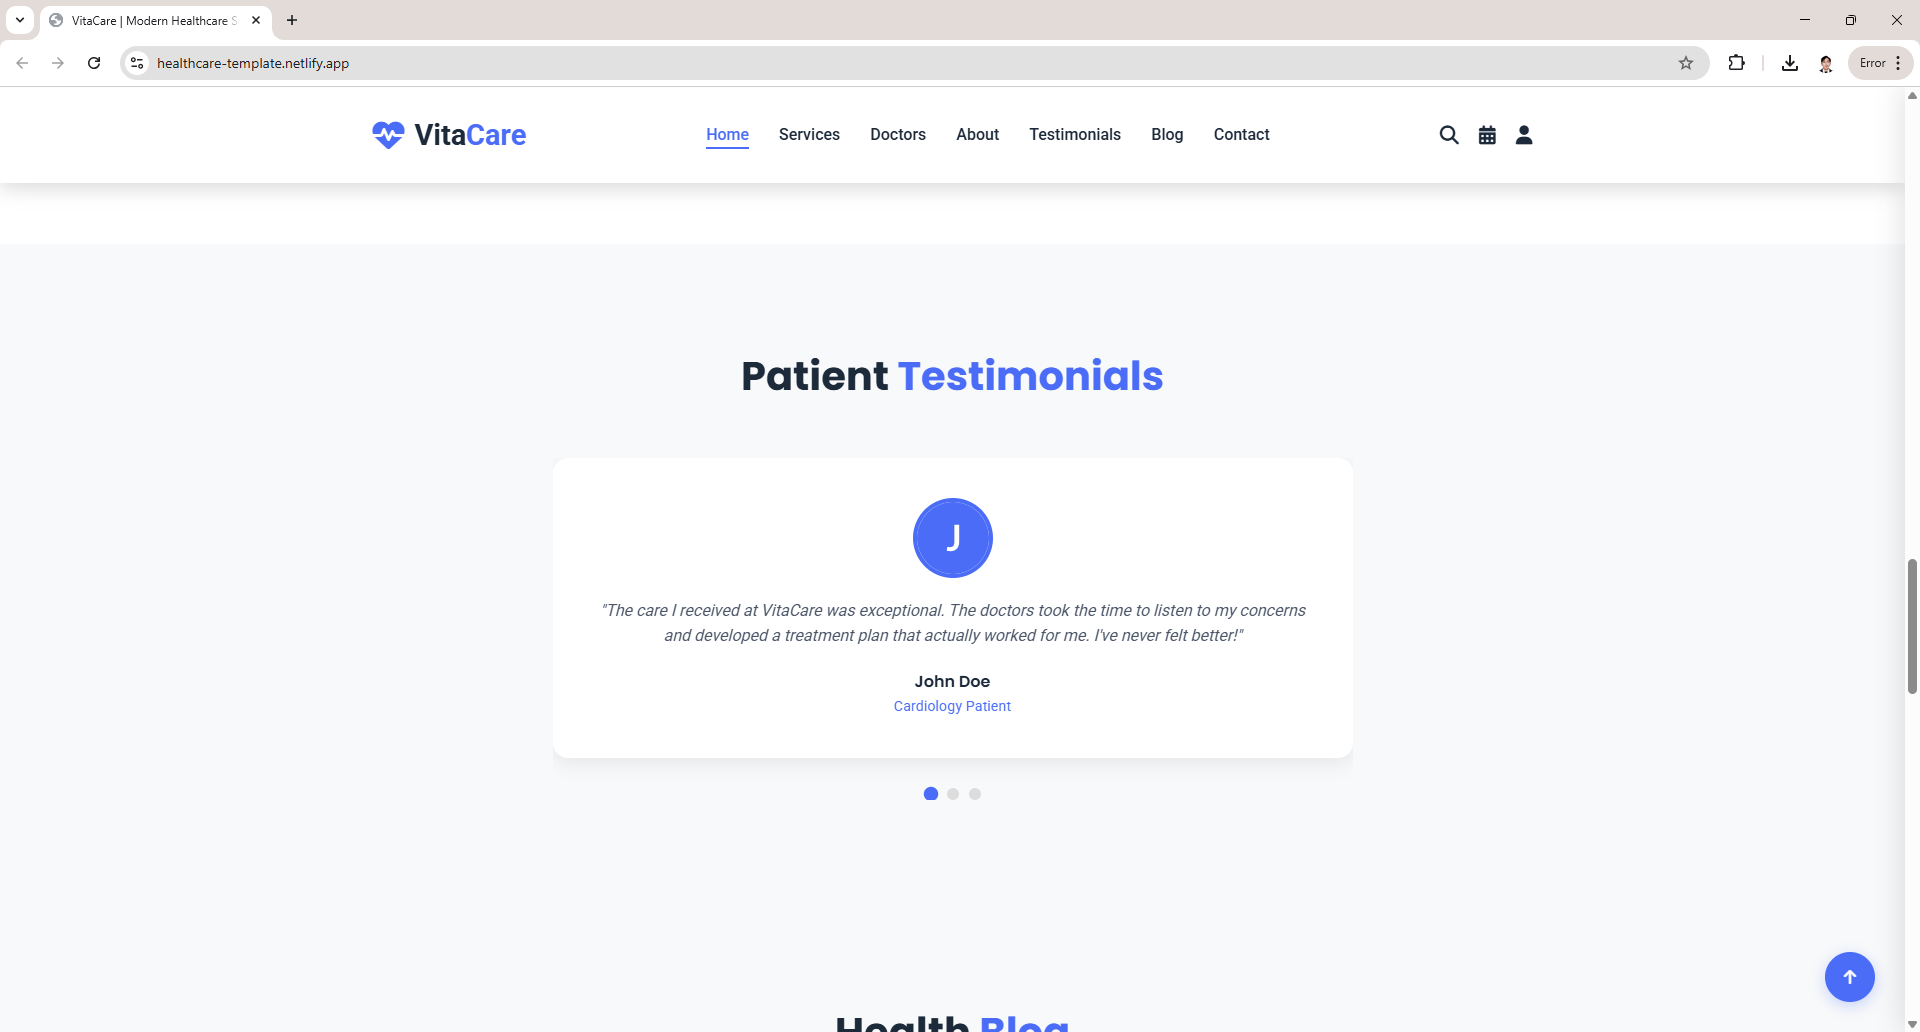 VitaCare | Modern Healthcare S
healthcare-template.netlify.app
Error
VitaCare
Home
Services
Doctors
About
Testimonials
Blog
Contact
Patient Testimonials
J
"The care I received at VitaCare was exceptional. The doctors took the time to listen to my concerns
and developed a treatment plan that actually worked for me. I've never felt better!"
John Doe
Cardiology Patient
Health Blog